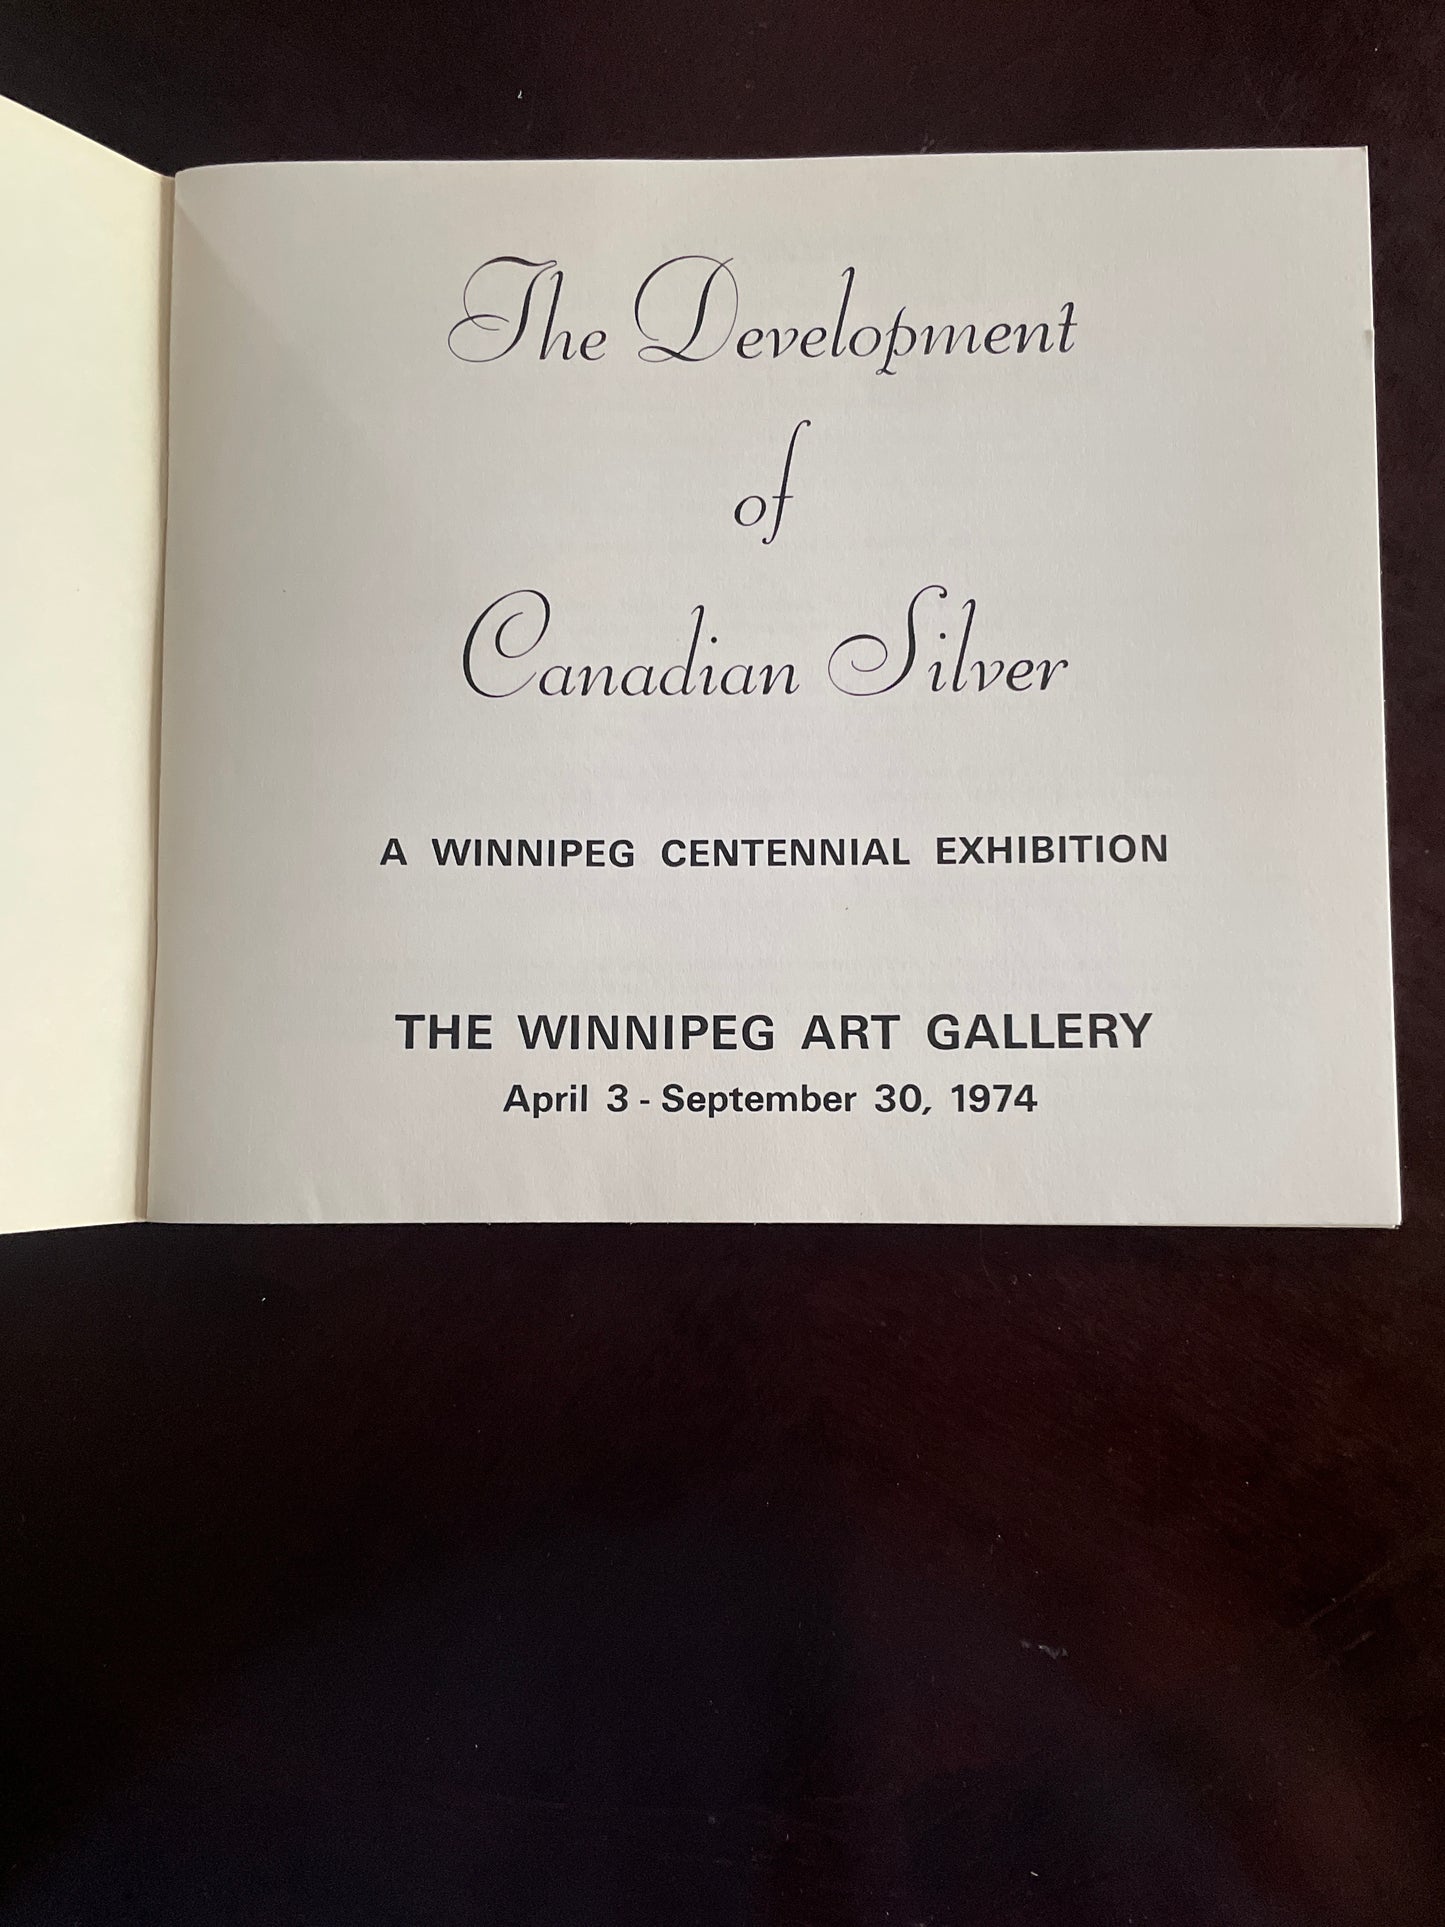 The Development
of
Canadian Silver
A WINNIPEG CENTENNIAL EXHIBITION
THE WINNIPEG ART GALLERY
April 3 - September 30, 1974